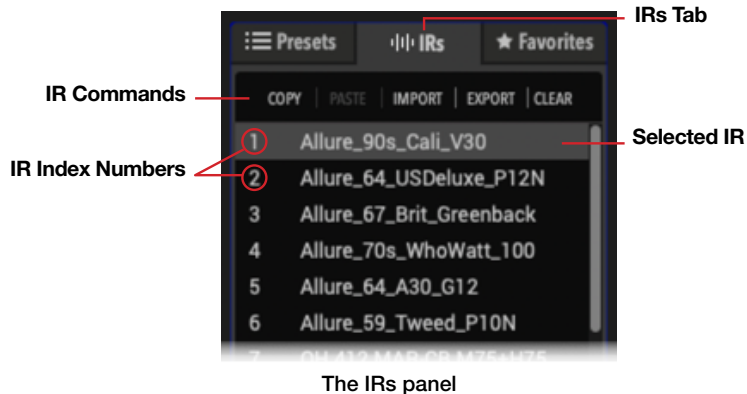 IRs Tab
Presets IRs ★ Favorites
IR Commands
COPY | PASTE | IMPORT | EXPORT | CLEAR
1 Allure_90s_Cali_V30
Selected IR
IR Index Numbers
2 Allure_64_USDeluxe_P12N
3 Allure_67_Brit_Greenback
4 Allure_70s_WhoWatt_100
5 Allure_64_A30_G12
6 Allure_59_Tweed_P10N
The IRs panel